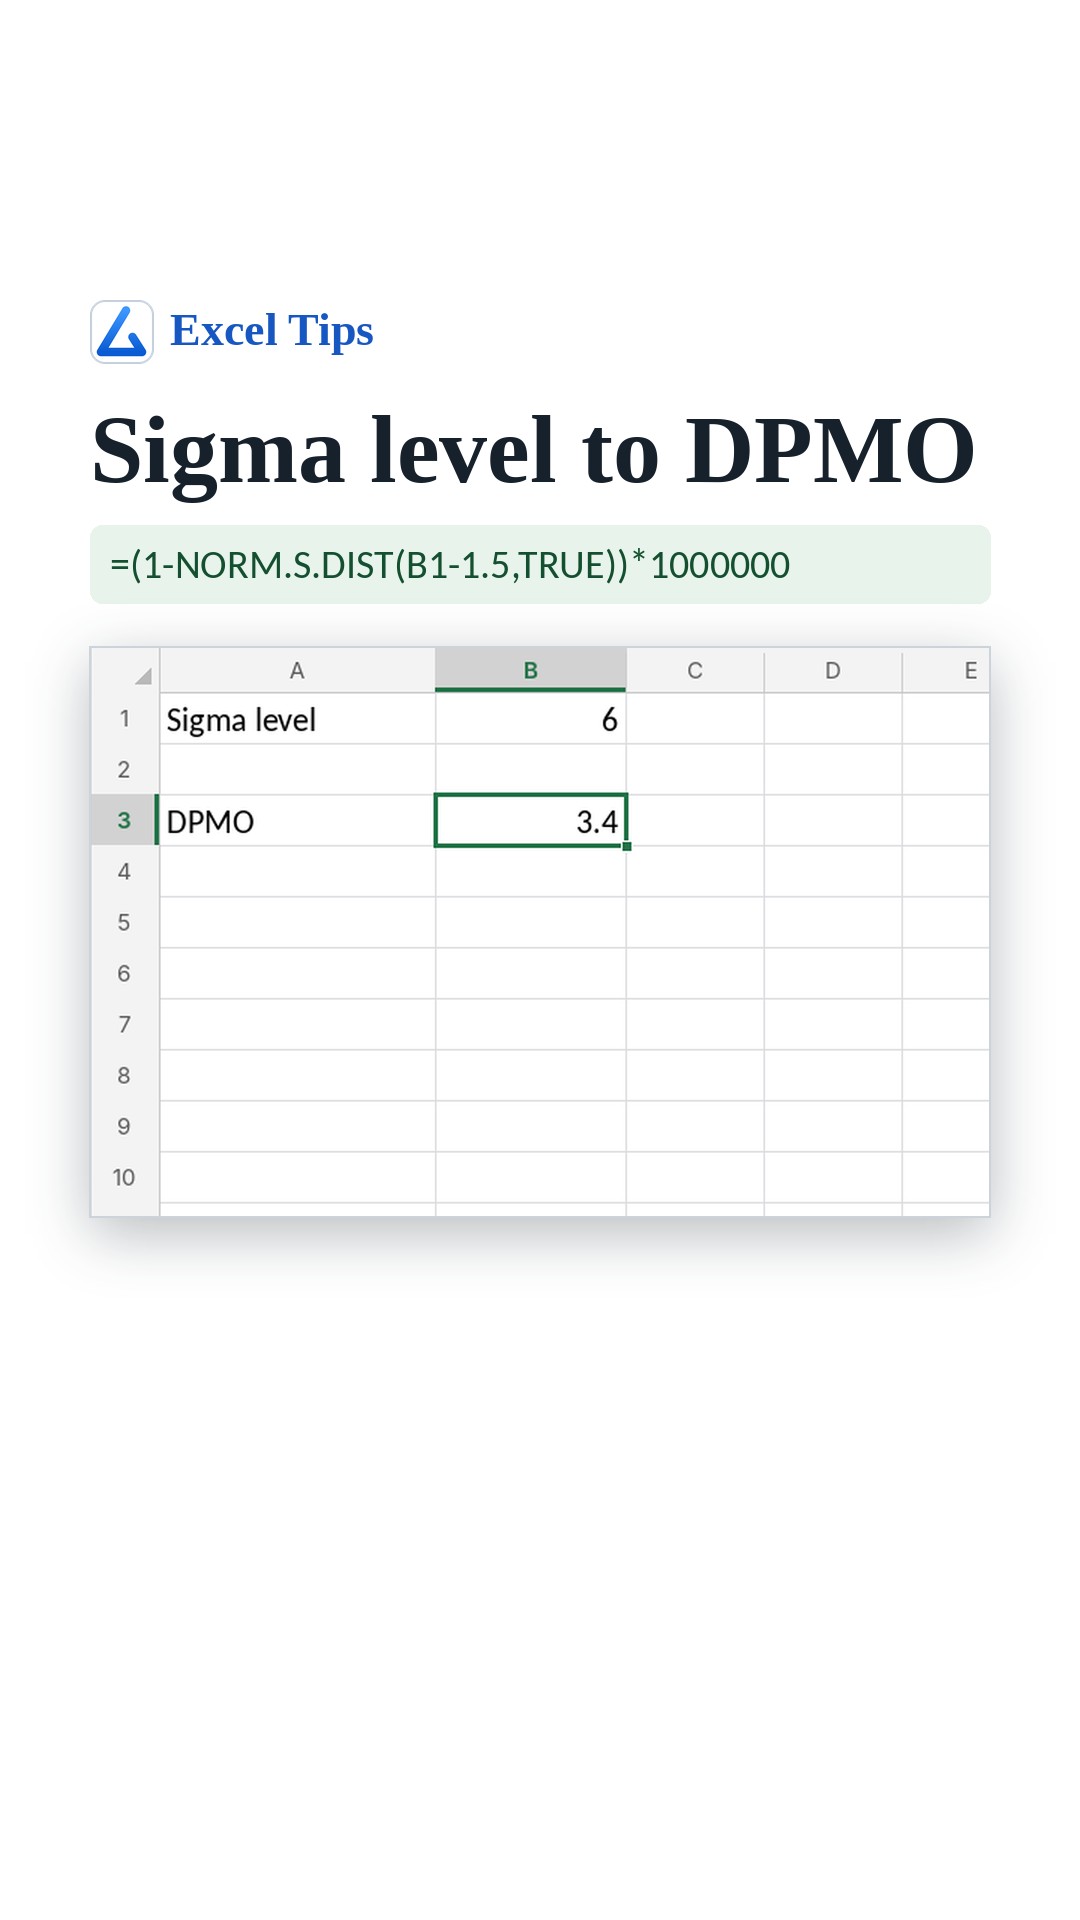 Excel Tips
Sigma level to DPMO
=(1-NORM.S.DIST(B1-1.5,TRUE))*1000000
A B C D E
1 Sigma level 6
2
3 DPMO 3.4
4
5
6
7
8
9
10